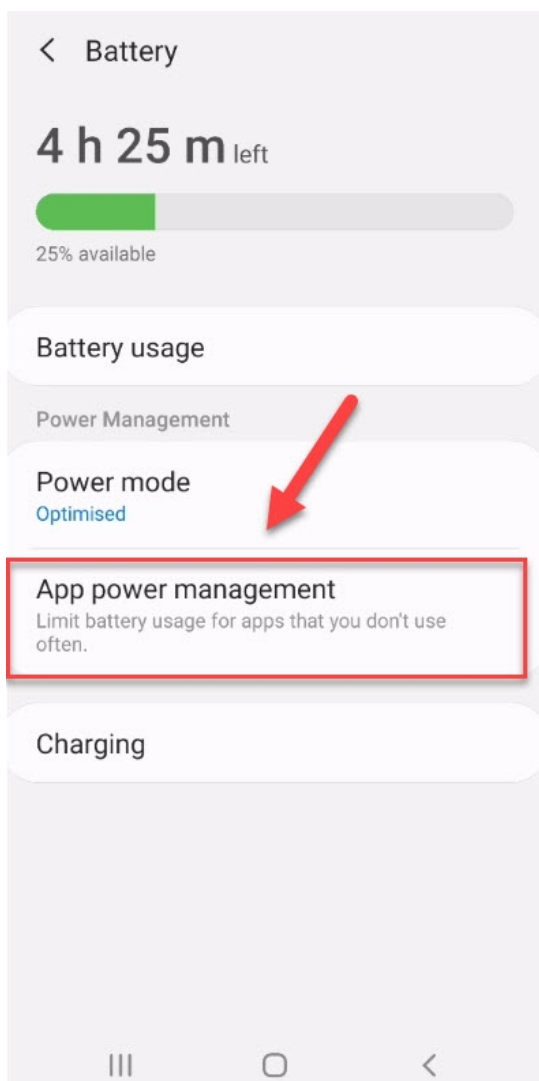 Battery
4 h 25 m left
25% available
Battery usage
Power Management
Power mode
Optimised
App power management
Limit battery usage for apps that you don't use
often.
Charging